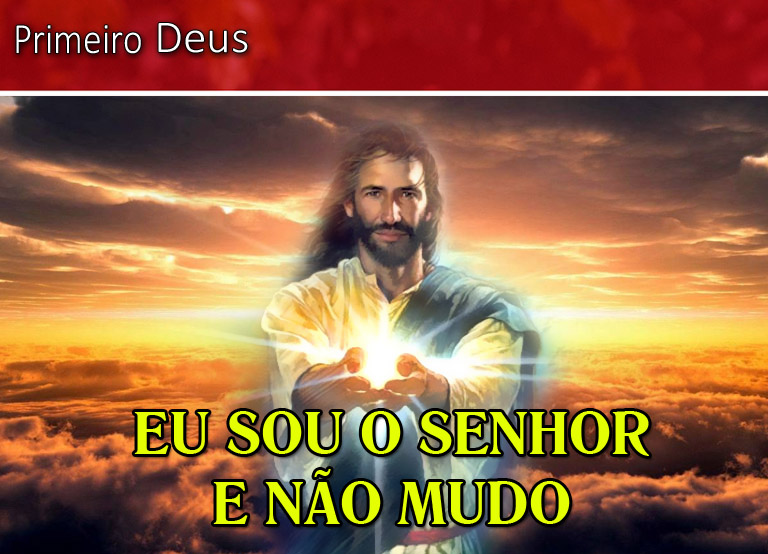 Primeiro Deus
EU SOU O SENHOR
E NÃO MUDO